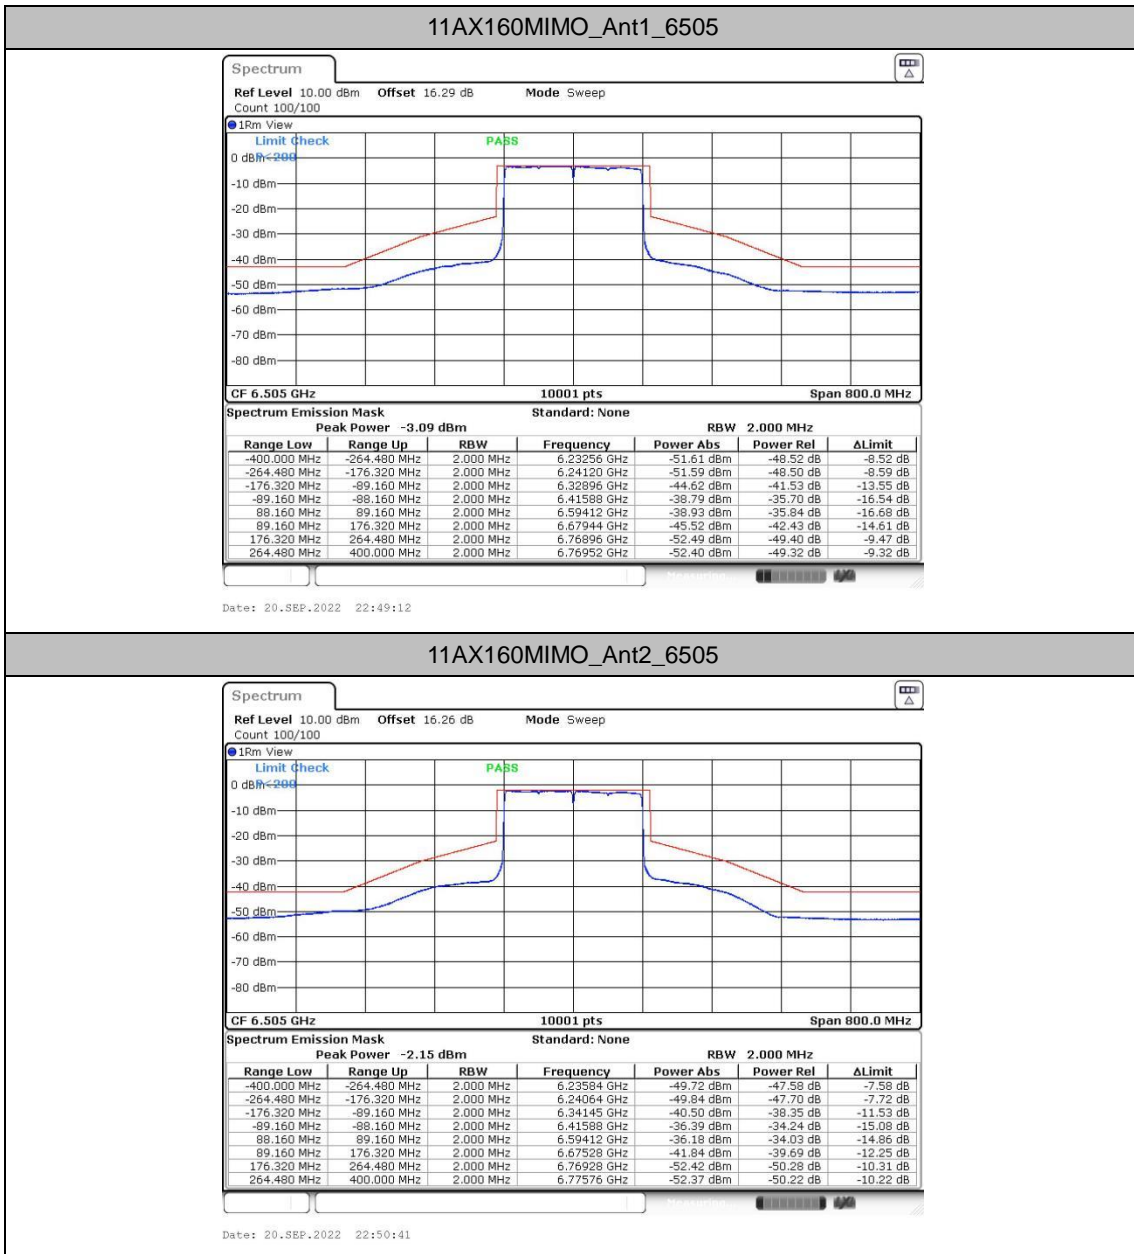 11AX160MIMO_Ant1_6505
Spectrum
Ref Level 10.00 dBm Offset 16.29 dB Mode Sweep
Count 100/100
1Rm View
Limit Check PASS
0 dBm P<200
-10 dBm
-20 dBm
-30 dBm
-40 dBm
-50 dBm
-60 dBm
-70 dBm
-80 dBm
CF 6.505 GHz 10001 pts Span 800.0 MHz
Spectrum Emission Mask Standard: None
Peak Power -3.09 dBm RBW 2.000 MHz
Range Low Range Up RBW Frequency Power Abs Power Rel ΔLimit
-400.000 MHz -264.480 MHz 2.000 MHz 6.23256 GHz -51.61 dBm -48.52 dB -8.52 dB
-264.480 MHz -176.320 MHz 2.000 MHz 6.24120 GHz -51.59 dBm -48.50 dB -8.59 dB
-176.320 MHz -89.160 MHz 2.000 MHz 6.32896 GHz -44.62 dBm -41.53 dB -13.55 dB
-89.160 MHz -88.160 MHz 2.000 MHz 6.41588 GHz -38.79 dBm -35.70 dB -16.54 dB
88.160 MHz 89.160 MHz 2.000 MHz 6.59412 GHz -38.93 dBm -35.84 dB -16.68 dB
89.160 MHz 176.320 MHz 2.000 MHz 6.67944 GHz -45.52 dBm -42.43 dB -14.61 dB
176.320 MHz 264.480 MHz 2.000 MHz 6.76896 GHz -52.49 dBm -49.40 dB -9.47 dB
264.480 MHz 400.000 MHz 2.000 MHz 6.76952 GHz -52.40 dBm -49.32 dB -9.32 dB
Measuring...
Date: 20.SEP.2022 22:49:12
11AX160MIMO_Ant2_6505
Spectrum
Ref Level 10.00 dBm Offset 16.26 dB Mode Sweep
Count 100/100
1Rm View
Limit Check PASS
0 dBm P<200
-10 dBm
-20 dBm
-30 dBm
-40 dBm
-50 dBm
-60 dBm
-70 dBm
-80 dBm
CF 6.505 GHz 10001 pts Span 800.0 MHz
Spectrum Emission Mask Standard: None
Peak Power -2.15 dBm RBW 2.000 MHz
Range Low Range Up RBW Frequency Power Abs Power Rel ΔLimit
-400.000 MHz -264.480 MHz 2.000 MHz 6.23584 GHz -49.72 dBm -47.58 dB -7.58 dB
-264.480 MHz -176.320 MHz 2.000 MHz 6.24064 GHz -49.84 dBm -47.70 dB -7.72 dB
-176.320 MHz -89.160 MHz 2.000 MHz 6.34145 GHz -40.50 dBm -38.35 dB -11.53 dB
-89.160 MHz -88.160 MHz 2.000 MHz 6.41588 GHz -36.39 dBm -34.24 dB -15.08 dB
88.160 MHz 89.160 MHz 2.000 MHz 6.59412 GHz -36.18 dBm -34.03 dB -14.86 dB
89.160 MHz 176.320 MHz 2.000 MHz 6.67528 GHz -41.84 dBm -39.69 dB -12.25 dB
176.320 MHz 264.480 MHz 2.000 MHz 6.76928 GHz -52.42 dBm -50.28 dB -10.31 dB
264.480 MHz 400.000 MHz 2.000 MHz 6.77576 GHz -52.37 dBm -50.22 dB -10.22 dB
Measuring...
Date: 20.SEP.2022 22:50:41